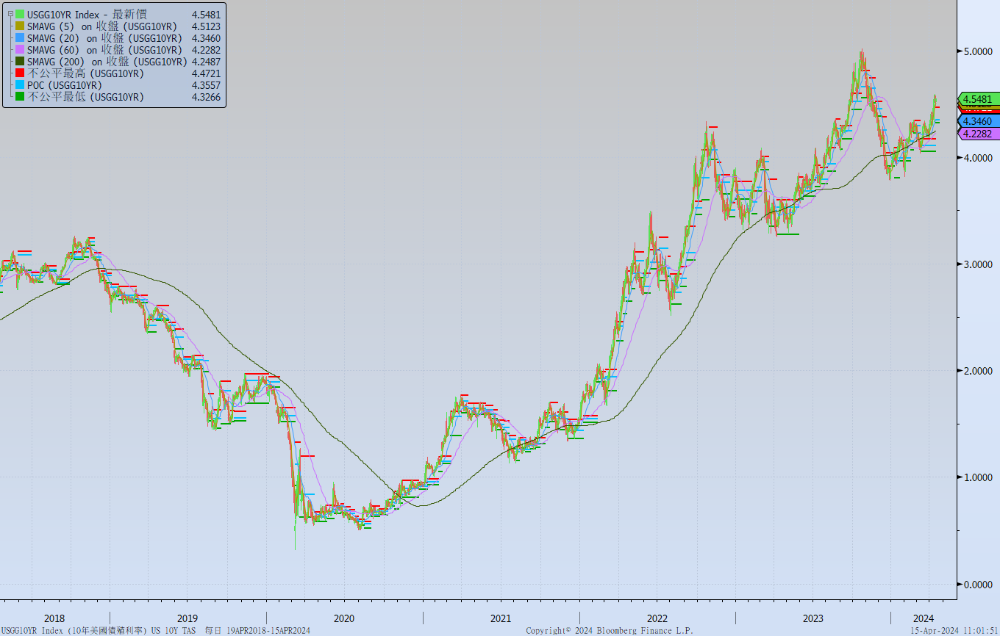 USGG10YR Index - 最新價 4.5481
SMAVG (5) on 收盤 (USGG10YR) 4.5123
SMAVG (20) on 收盤 (USGG10YR) 4.3460
SMAVG (60) on 收盤 (USGG10YR) 4.2282
SMAVG (200) on 收盤 (USGG10YR) 4.2487
不公平最高 (USGG10YR) 4.4721
POC (USGG10YR) 4.3557
不公平最低 (USGG10YR) 4.3266
5.0000
4.5481
4.3460
4.2282
4.0000
3.0000
2.0000
1.0000
0.0000
2018 2019 2020 2021 2022 2023 2024
USGG10YR Index (10年美國債殖利率) US 10Y TAS 每日 19APR2018-15APR2024 Copyright© 2024 Bloomberg Finance L.P. 15-Apr-2024 11:01:51